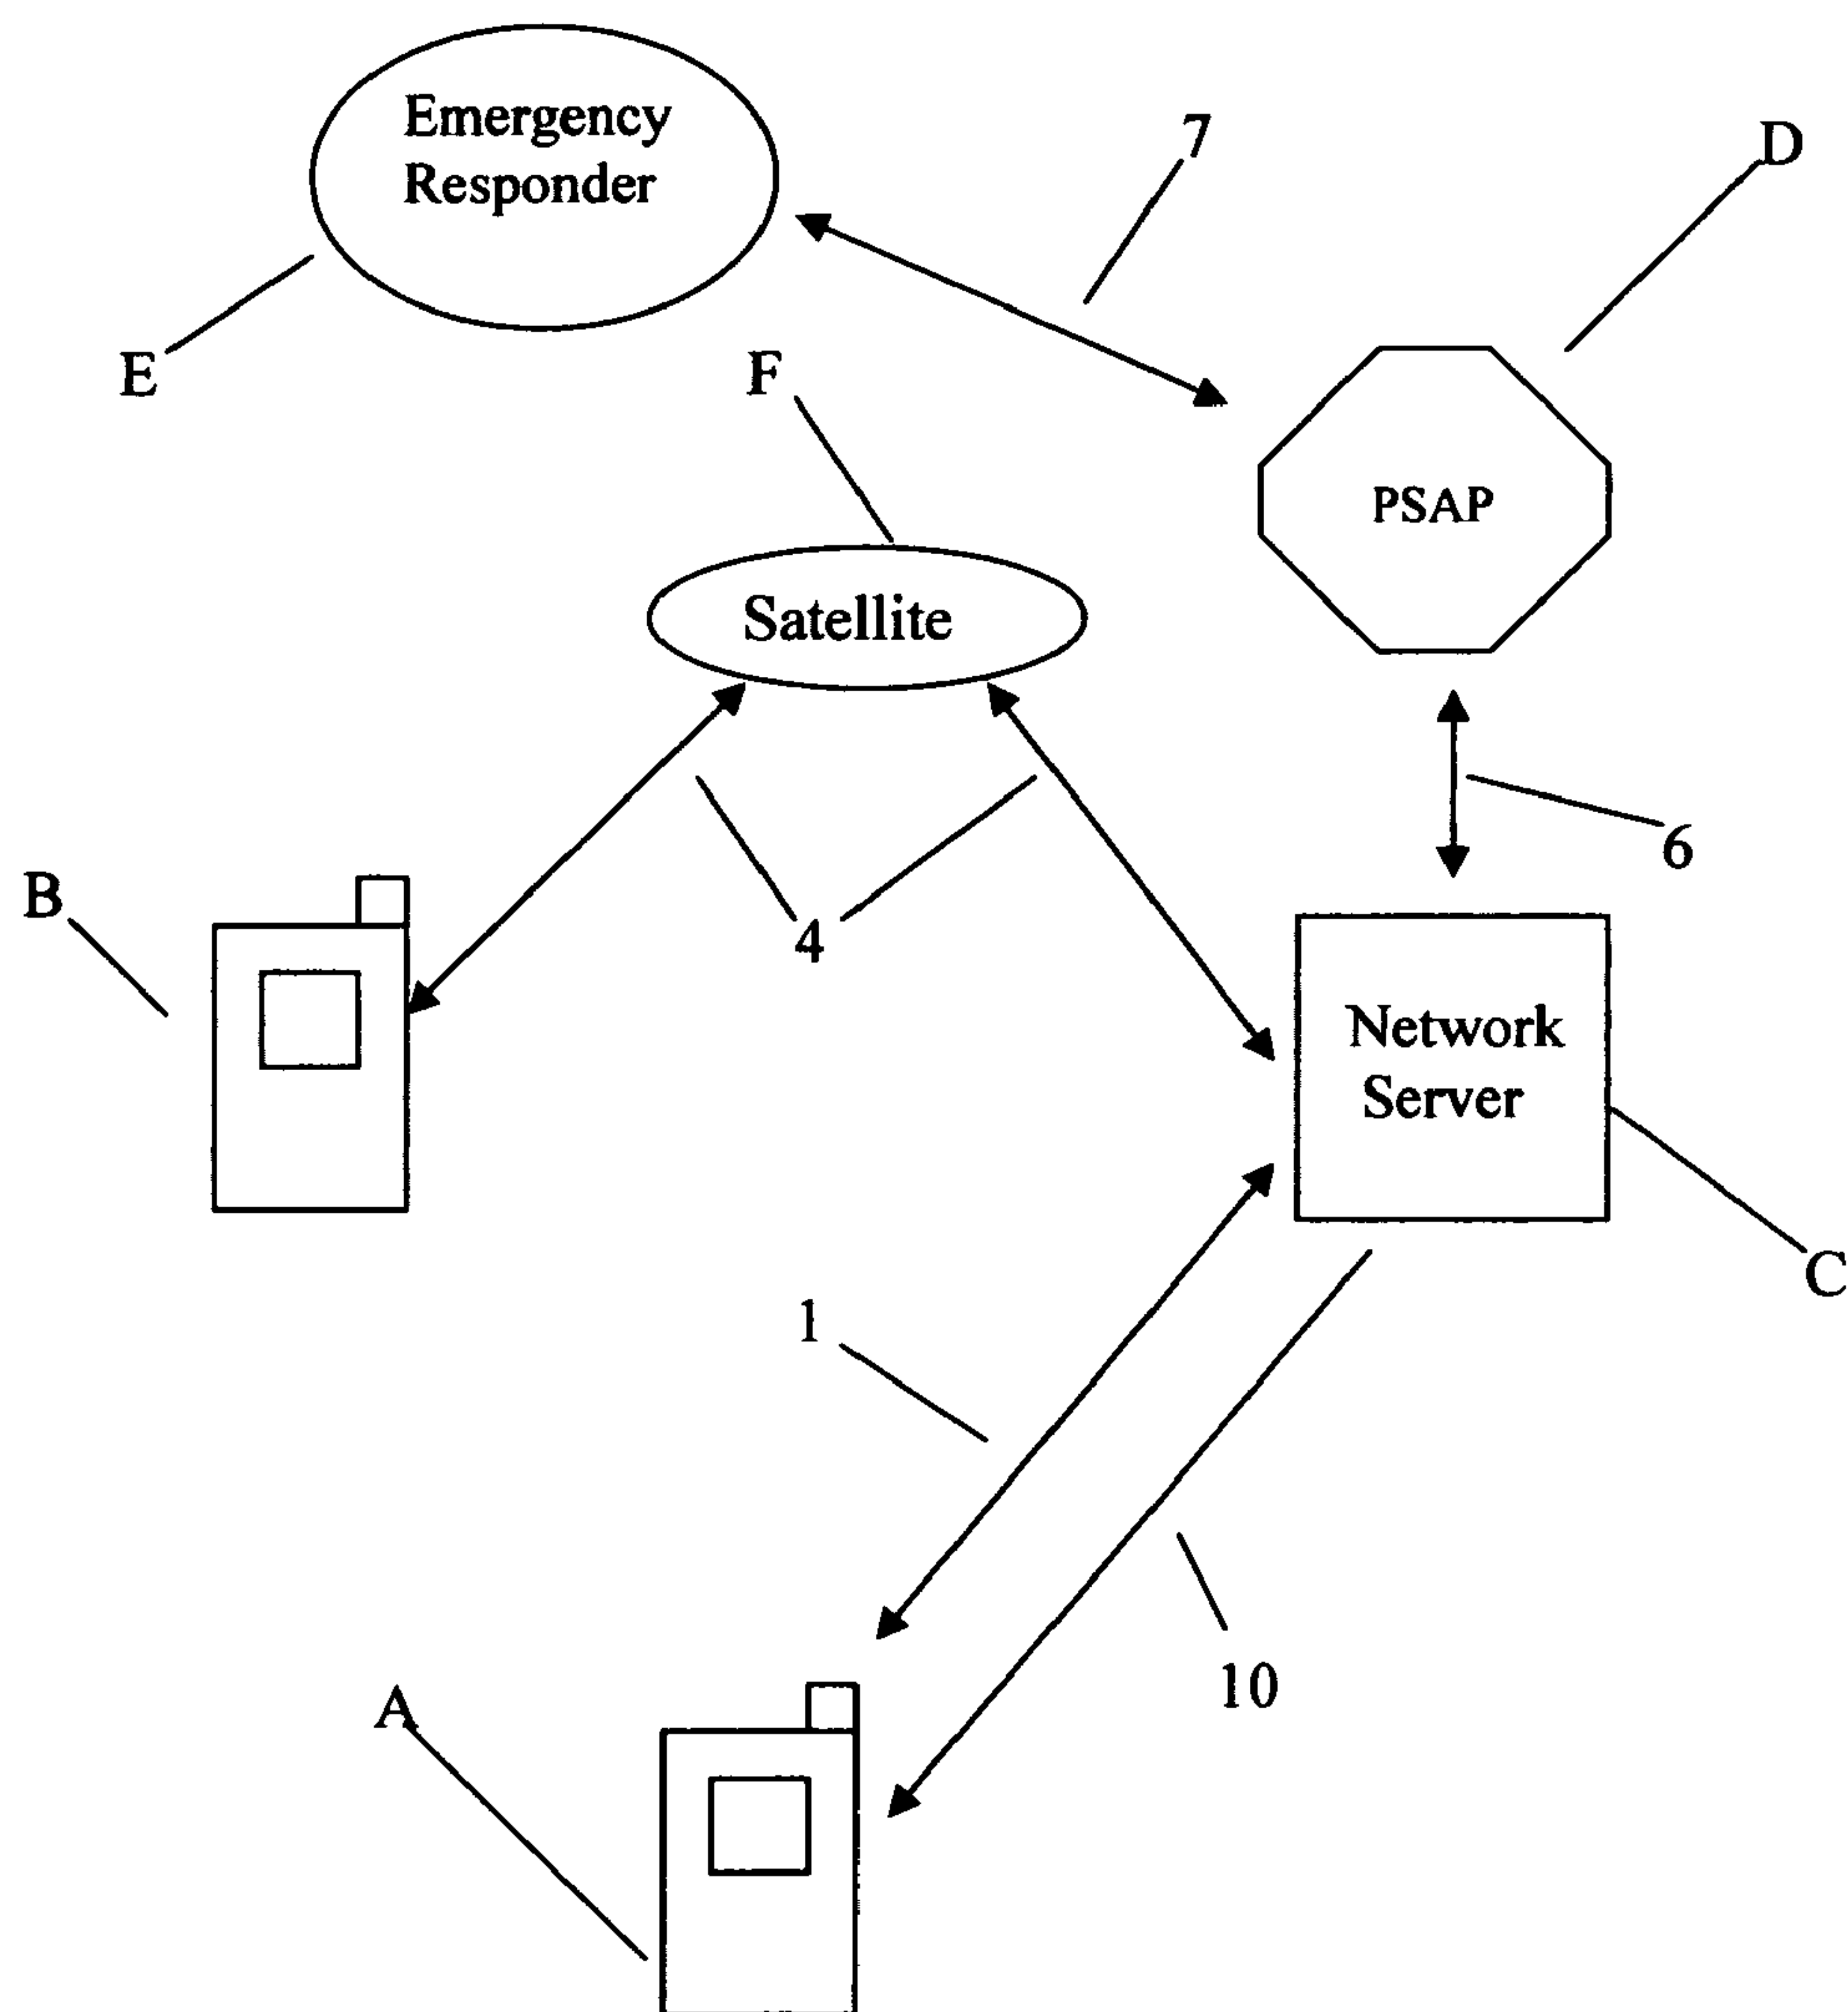 Emergency
Responder
7
D
E
F
PSAP
Satellite
6
B
4
Network
Server
C
1
10
A